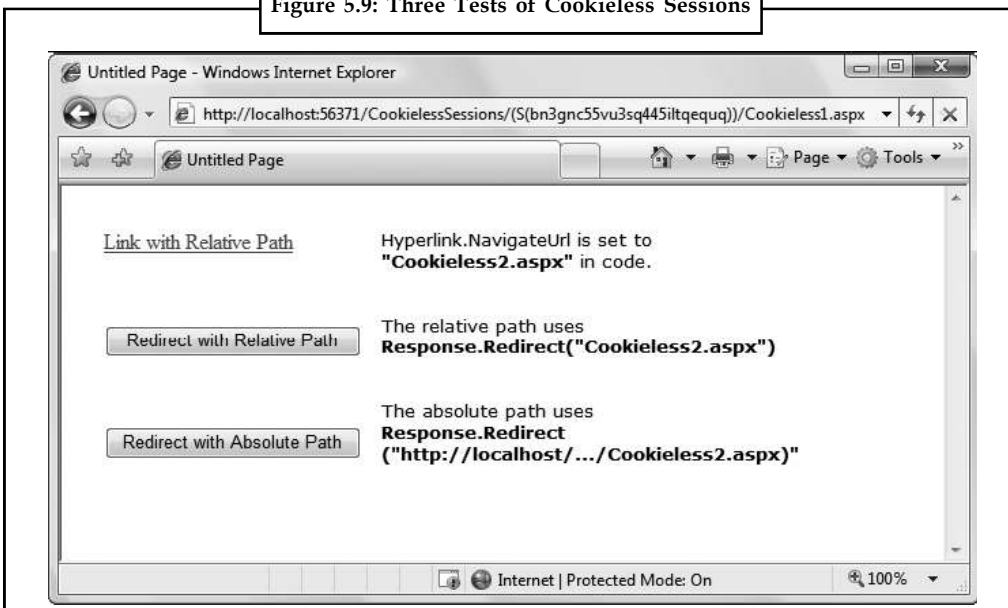 Figure 5.9: Three Tests of Cookieless Sessions
Untitled Page - Windows Internet Explorer
http://localhost:56371/CookielessSessions/(S(bn3gnc55vu3sq445iltqequq))/Cookieless1.aspx
Untitled Page
Page
Tools
Link with Relative Path
Hyperlink.NavigateUrl is set to
"Cookieless2.aspx" in code.
Redirect with Relative Path
The relative path uses
Response.Redirect("Cookieless2.aspx")
Redirect with Absolute Path
The absolute path uses
Response.Redirect
("http://localhost/.../Cookieless2.aspx)"
Internet | Protected Mode: On
100%